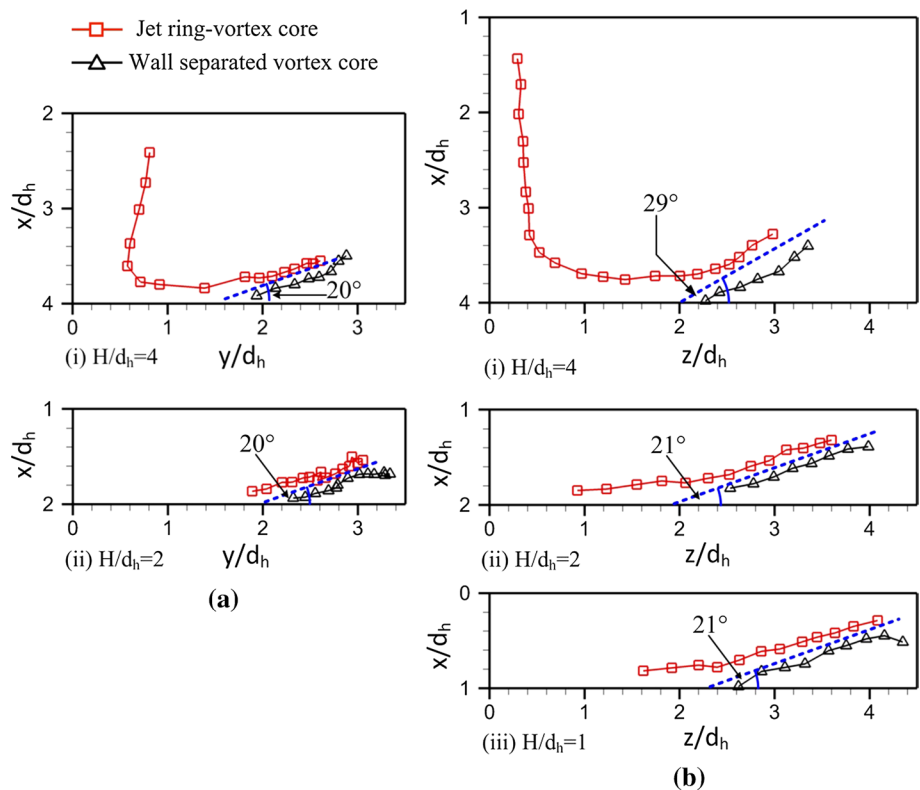 Jet ring-vortex core
Wall separated vortex core
2
3
4
x/dh
0 1 2 3
y/dh
20°
(i) H/dh=4
1
2
x/dh
0 1 2 3
y/dh
20°
(ii) H/dh=2
(a)
1
2
3
4
x/dh
0 1 2 3 4
z/dh
29°
(i) H/dh=4
1
2
x/dh
0 1 2 3 4
z/dh
21°
(ii) H/dh=2
0
1
x/dh
0 1 2 3 4
z/dh
21°
(iii) H/dh=1
(b)